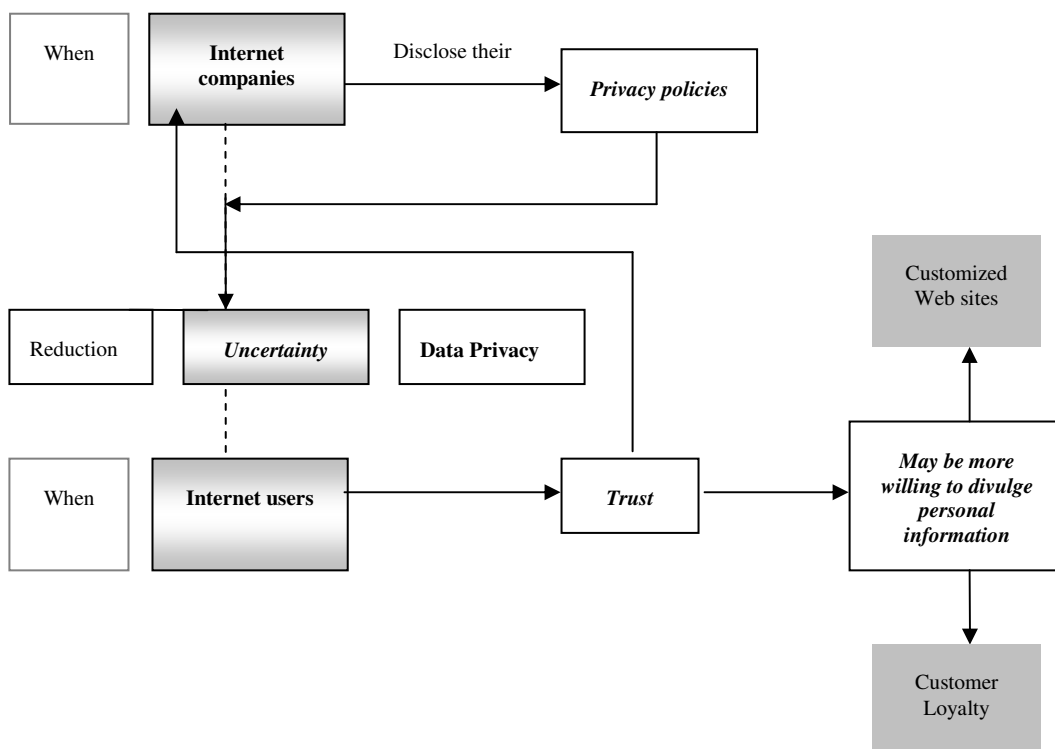 When
Internet
companies
Disclose their
Privacy policies
Customized
Web sites
Reduction
Uncertainty
Data Privacy
When
Internet users
Trust
May be more
willing to divulge
personal
information
Customer
Loyalty